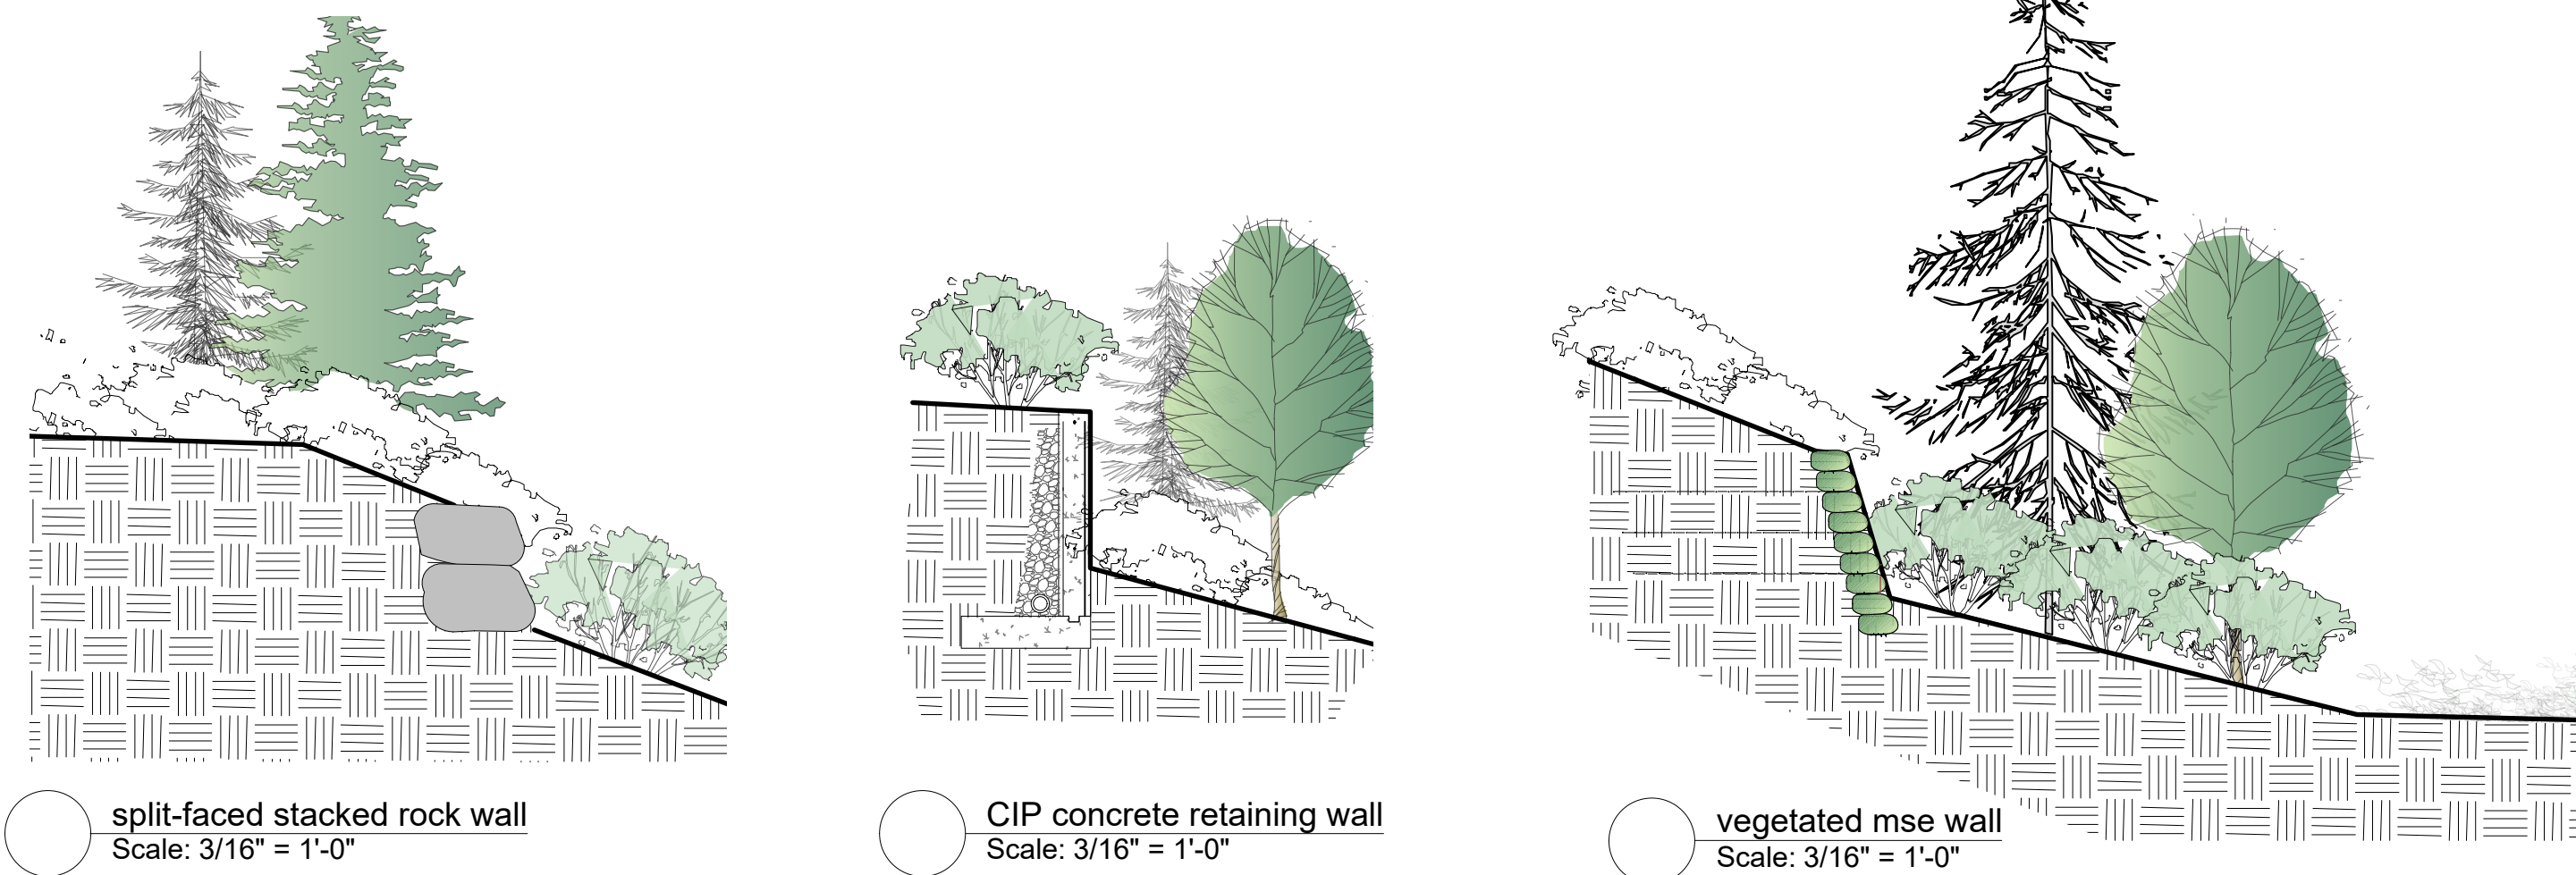 split-faced stacked rock wall
Scale: 3/16" = 1'-0"
CIP concrete retaining wall
Scale: 3/16" = 1'-0"
vegetated mse wall
Scale: 3/16" = 1'-0"